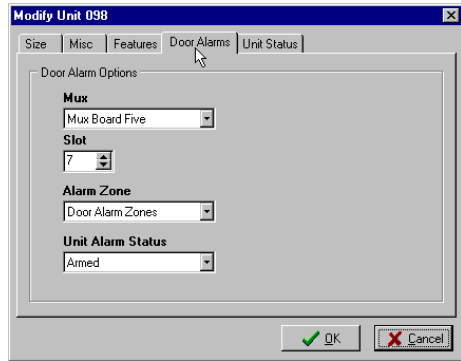 Modify Unit 098
Size Misc Features Door Alarms Unit Status
Door Alarm Options
Mux
Mux Board Five
Slot
7
Alarm Zone
Door Alarm Zones
Unit Alarm Status
Armed
OK Cancel